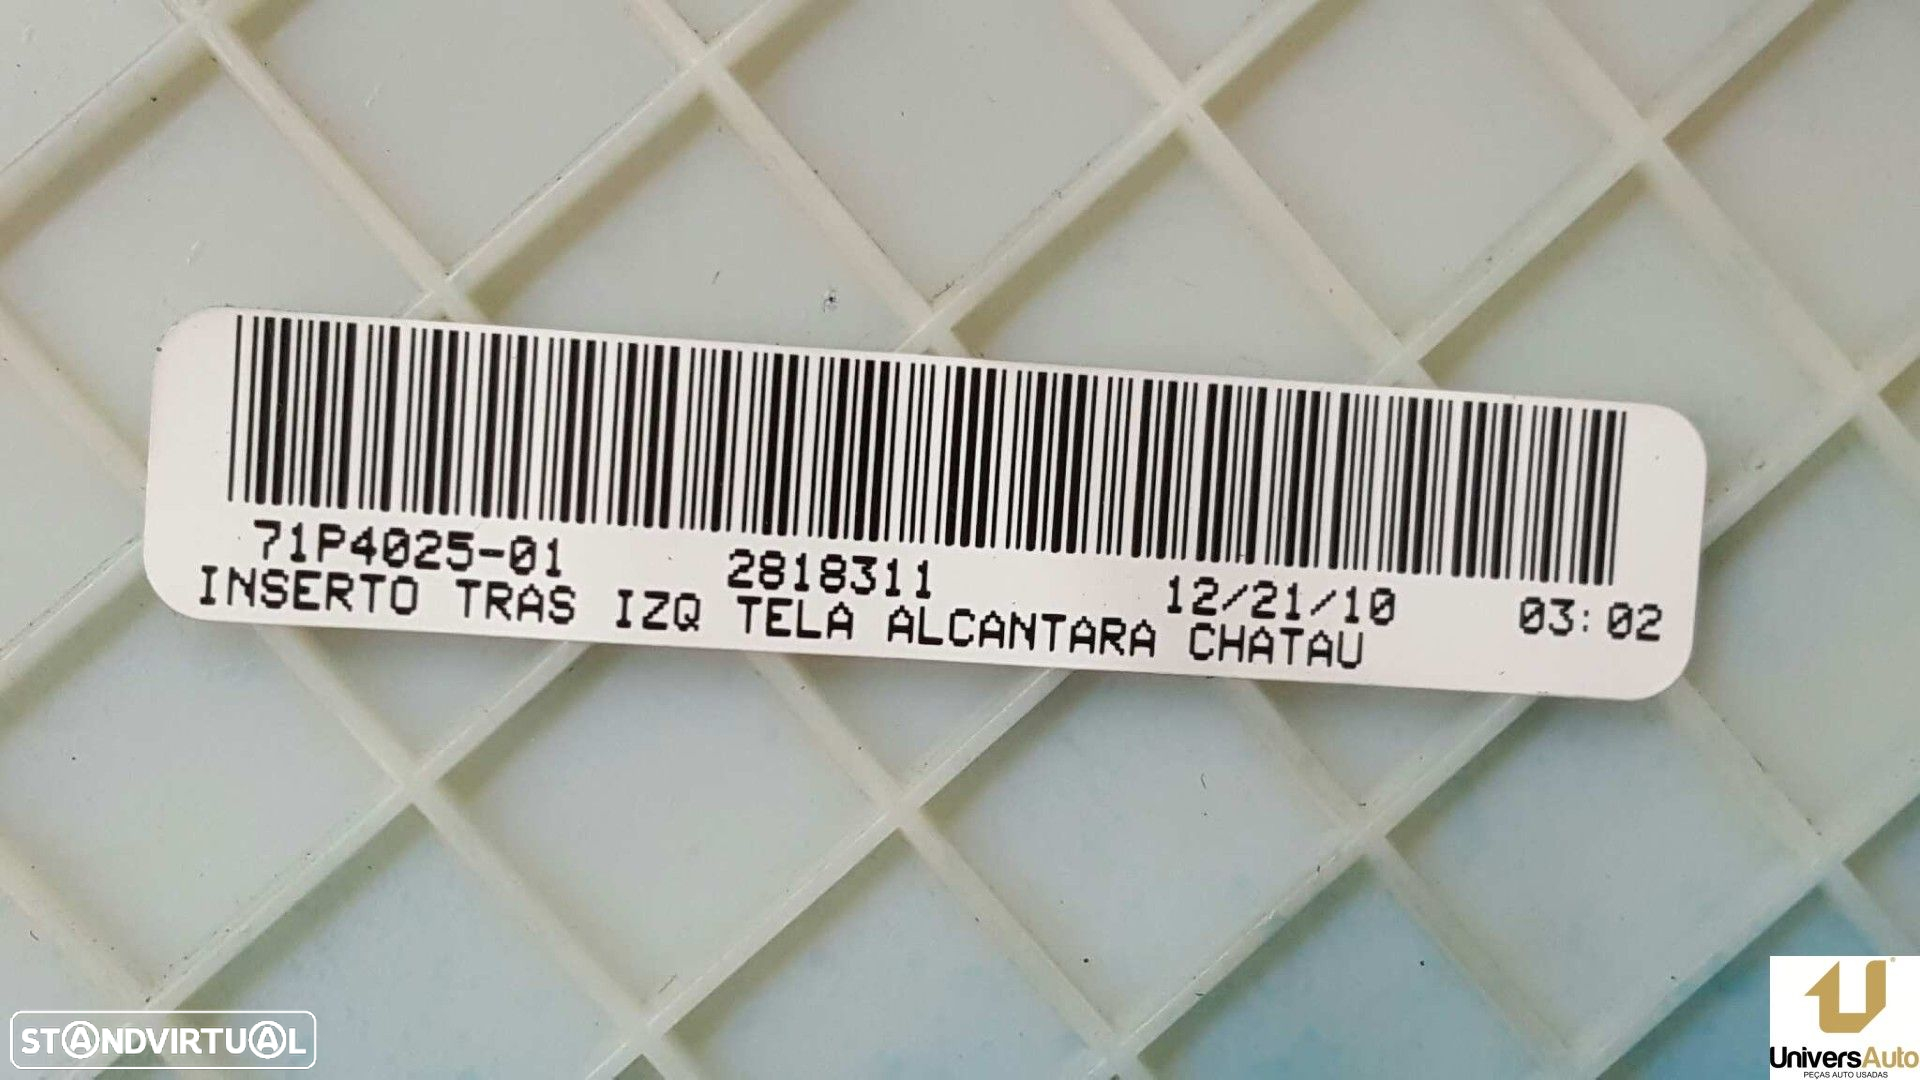 71P4025-01 2818311 12/21/10 03:02
INSERTO TRAS IZQ TELA ALCANTARA CHATAU
STANDVIRTUAL
UniversAuto
PEÇAS AUTO USADAS